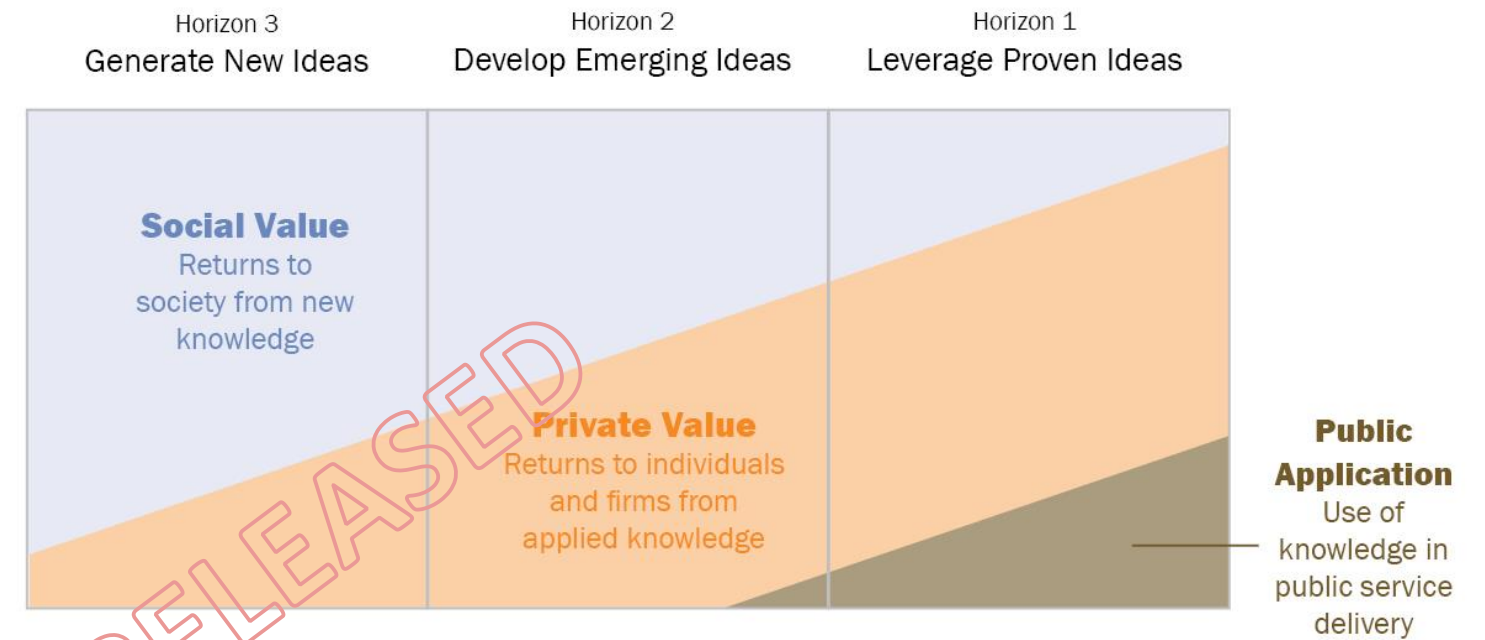 Horizon 3
Generate New Ideas
Horizon 2
Develop Emerging Ideas
Horizon 1
Leverage Proven Ideas
Social Value
Returns to
society from new
knowledge
Private Value
Returns to individuals
and firms from
applied knowledge
Public
Application
Use of
knowledge in
public service
delivery
RELEASED